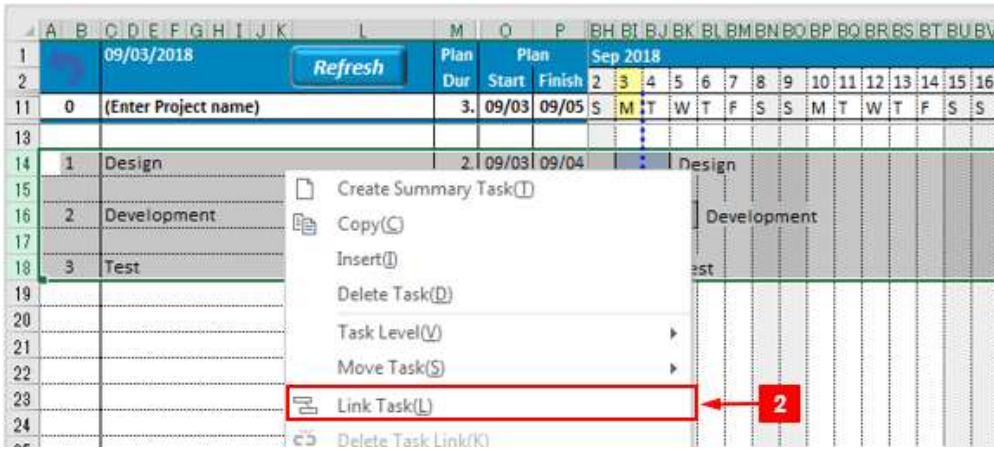 A B C D E F G H I J K L M O P BH BI BJ BK BL BM BN BO BP BQ BR BS BT BU BV
1 09/03/2018 Refresh Plan Plan Sep 2018
2 Dur Start Finish 2 3 4 5 6 7 8 9 10 11 12 13 14 15 16
11 0 (Enter Project name) 3. 09/03 09/05 S M T W T F S S M T W T F S S
13
14 1 Design 2. 09/03 09/04 Design
15 Create Summary Task(T)
16 2 Development Copy(C) Development
17 Insert(I)
18 3 Test est
19 Delete Task(D)
20
21 Task Level(V)
22 Move Task(S)
23 Link Task(L) 2
24
Delete Task Link(K)